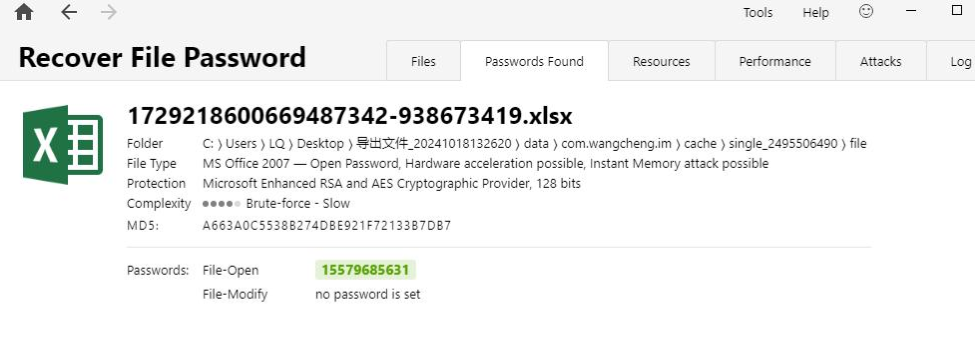 Tools Help
Recover File Password
Files Passwords Found Resources Performance Attacks Log
1729218600669487342-938673419.xlsx
Folder C: ⟩ Users ⟩ LQ ⟩ Desktop ⟩ 导出文件_20241018132620 ⟩ data ⟩ com.wangcheng.im ⟩ cache ⟩ single_2495506490 ⟩ file
File Type MS Office 2007 — Open Password, Hardware acceleration possible, Instant Memory attack possible
Protection Microsoft Enhanced RSA and AES Cryptographic Provider, 128 bits
Complexity Brute-force - Slow
MD5: A663A0C5538B274DBE921F72133B7DB7
Passwords: File-Open 15579685631
File-Modify no password is set